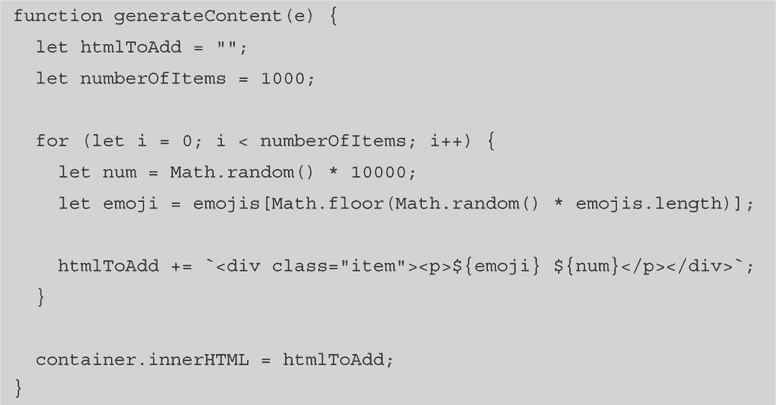 function generateContent(e) {
  let htmlToAdd = "";
  let numberOfItems = 1000;

  for (let i = 0; i < numberOfItems; i++) {
    let num = Math.random() * 10000;
    let emoji = emojis[Math.floor(Math.random() * emojis.length)];

    htmlToAdd += `<div class="item"><p>${emoji} ${num}</p></div>`;
  }

  container.innerHTML = htmlToAdd;
}